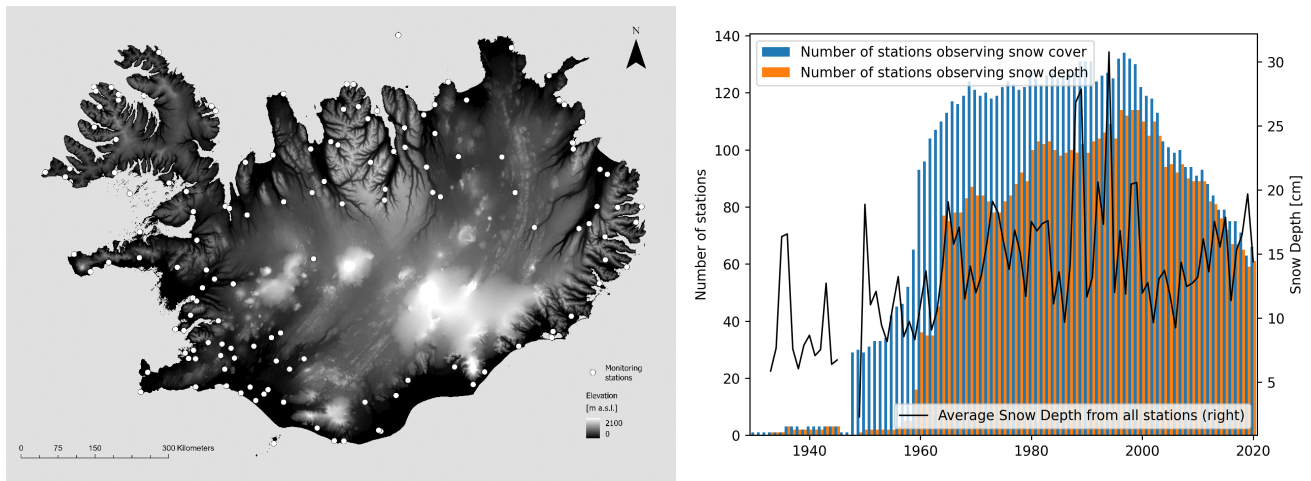 N
Monitoring
stations
Elevation
[m a.s.l.]
2100
0
0 75 150 300 Kilometers
Number of stations observing snow cover
Number of stations observing snow depth
Average Snow Depth from all stations (right)
Number of stations
140
120
100
80
60
40
20
0
1940 1960 1980 2000 2020
30
25
20
15
10
5
Snow Depth [cm]